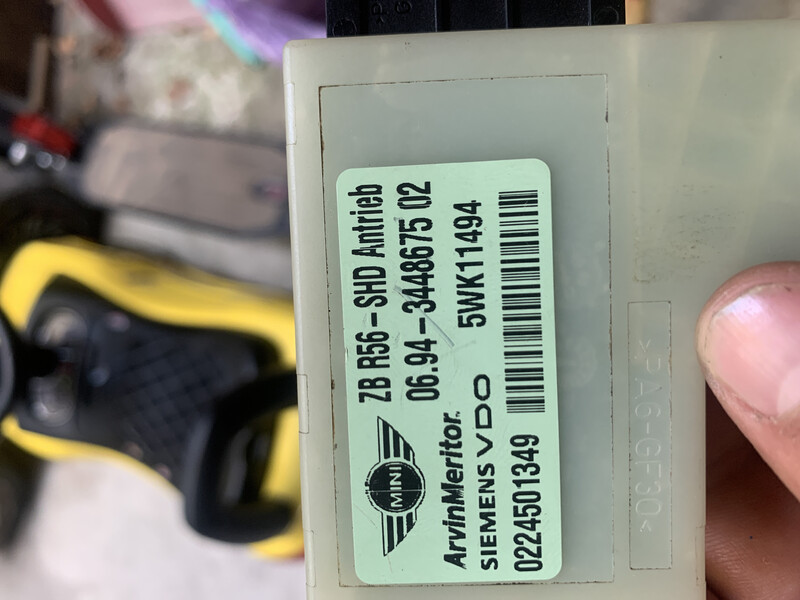 ZB R56-SHD Antrieb
06.94-3448675 02
MINI
ArvinMeritor.
5WK11494
SIEMENS VDO
0224501349
>PA6-GF30<